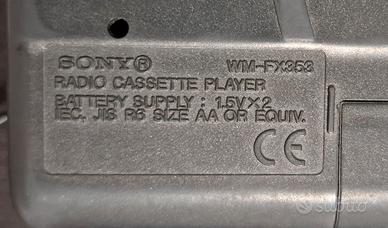 SONY® WM-FX353
RADIO CASSETTE PLAYER
BATTERY SUPPLY : 1.5V×2
IEC, JIS R6 SIZE AA OR EQUIV.
CE
subito